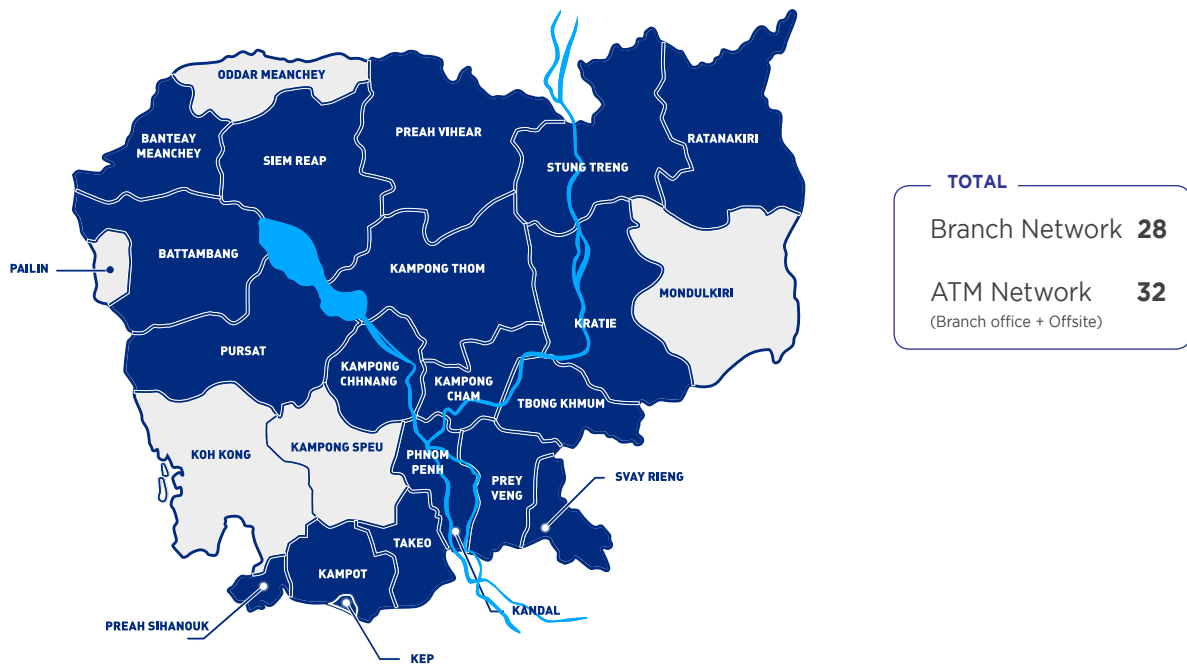 ODDAR MEANCHEY
BANTEAY
MEANCHEY
SIEM REAP
PREAH VIHEAR
STUNG TRENG
RATANAKIRI
PAILIN
BATTAMBANG
KAMPONG THOM
MONDULKIRI
PURSAT
KAMPONG
CHHNANG
KAMPONG
CHAM
KRATIE
TBONG KHMUM
KOH KONG
KAMPONG SPEU
PHNOM
PENH
PREY
VENG
SVAY RIENG
TAKEO
KAMPOT
KANDAL
PREAH SIHANOUK
KEP
TOTAL
Branch Network 28
ATM Network 32
(Branch office + Offsite)